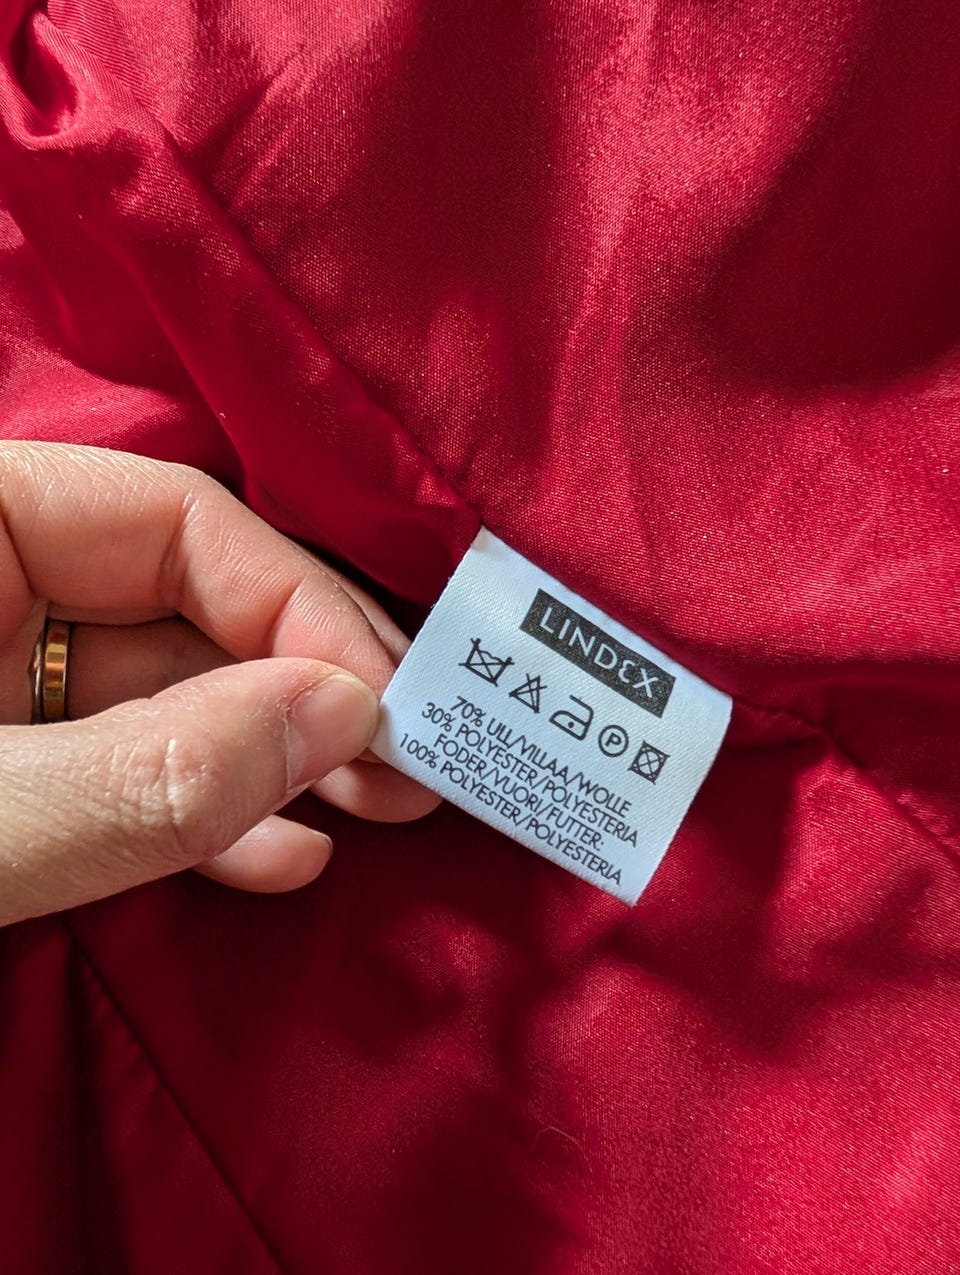 LINDEX
P
70% ULL/VILLAA/WOLLE
30% POLYESTER/POLYESTERIA
FODER/VUORI/FUTTER:
100% POLYESTER/POLYESTERIA